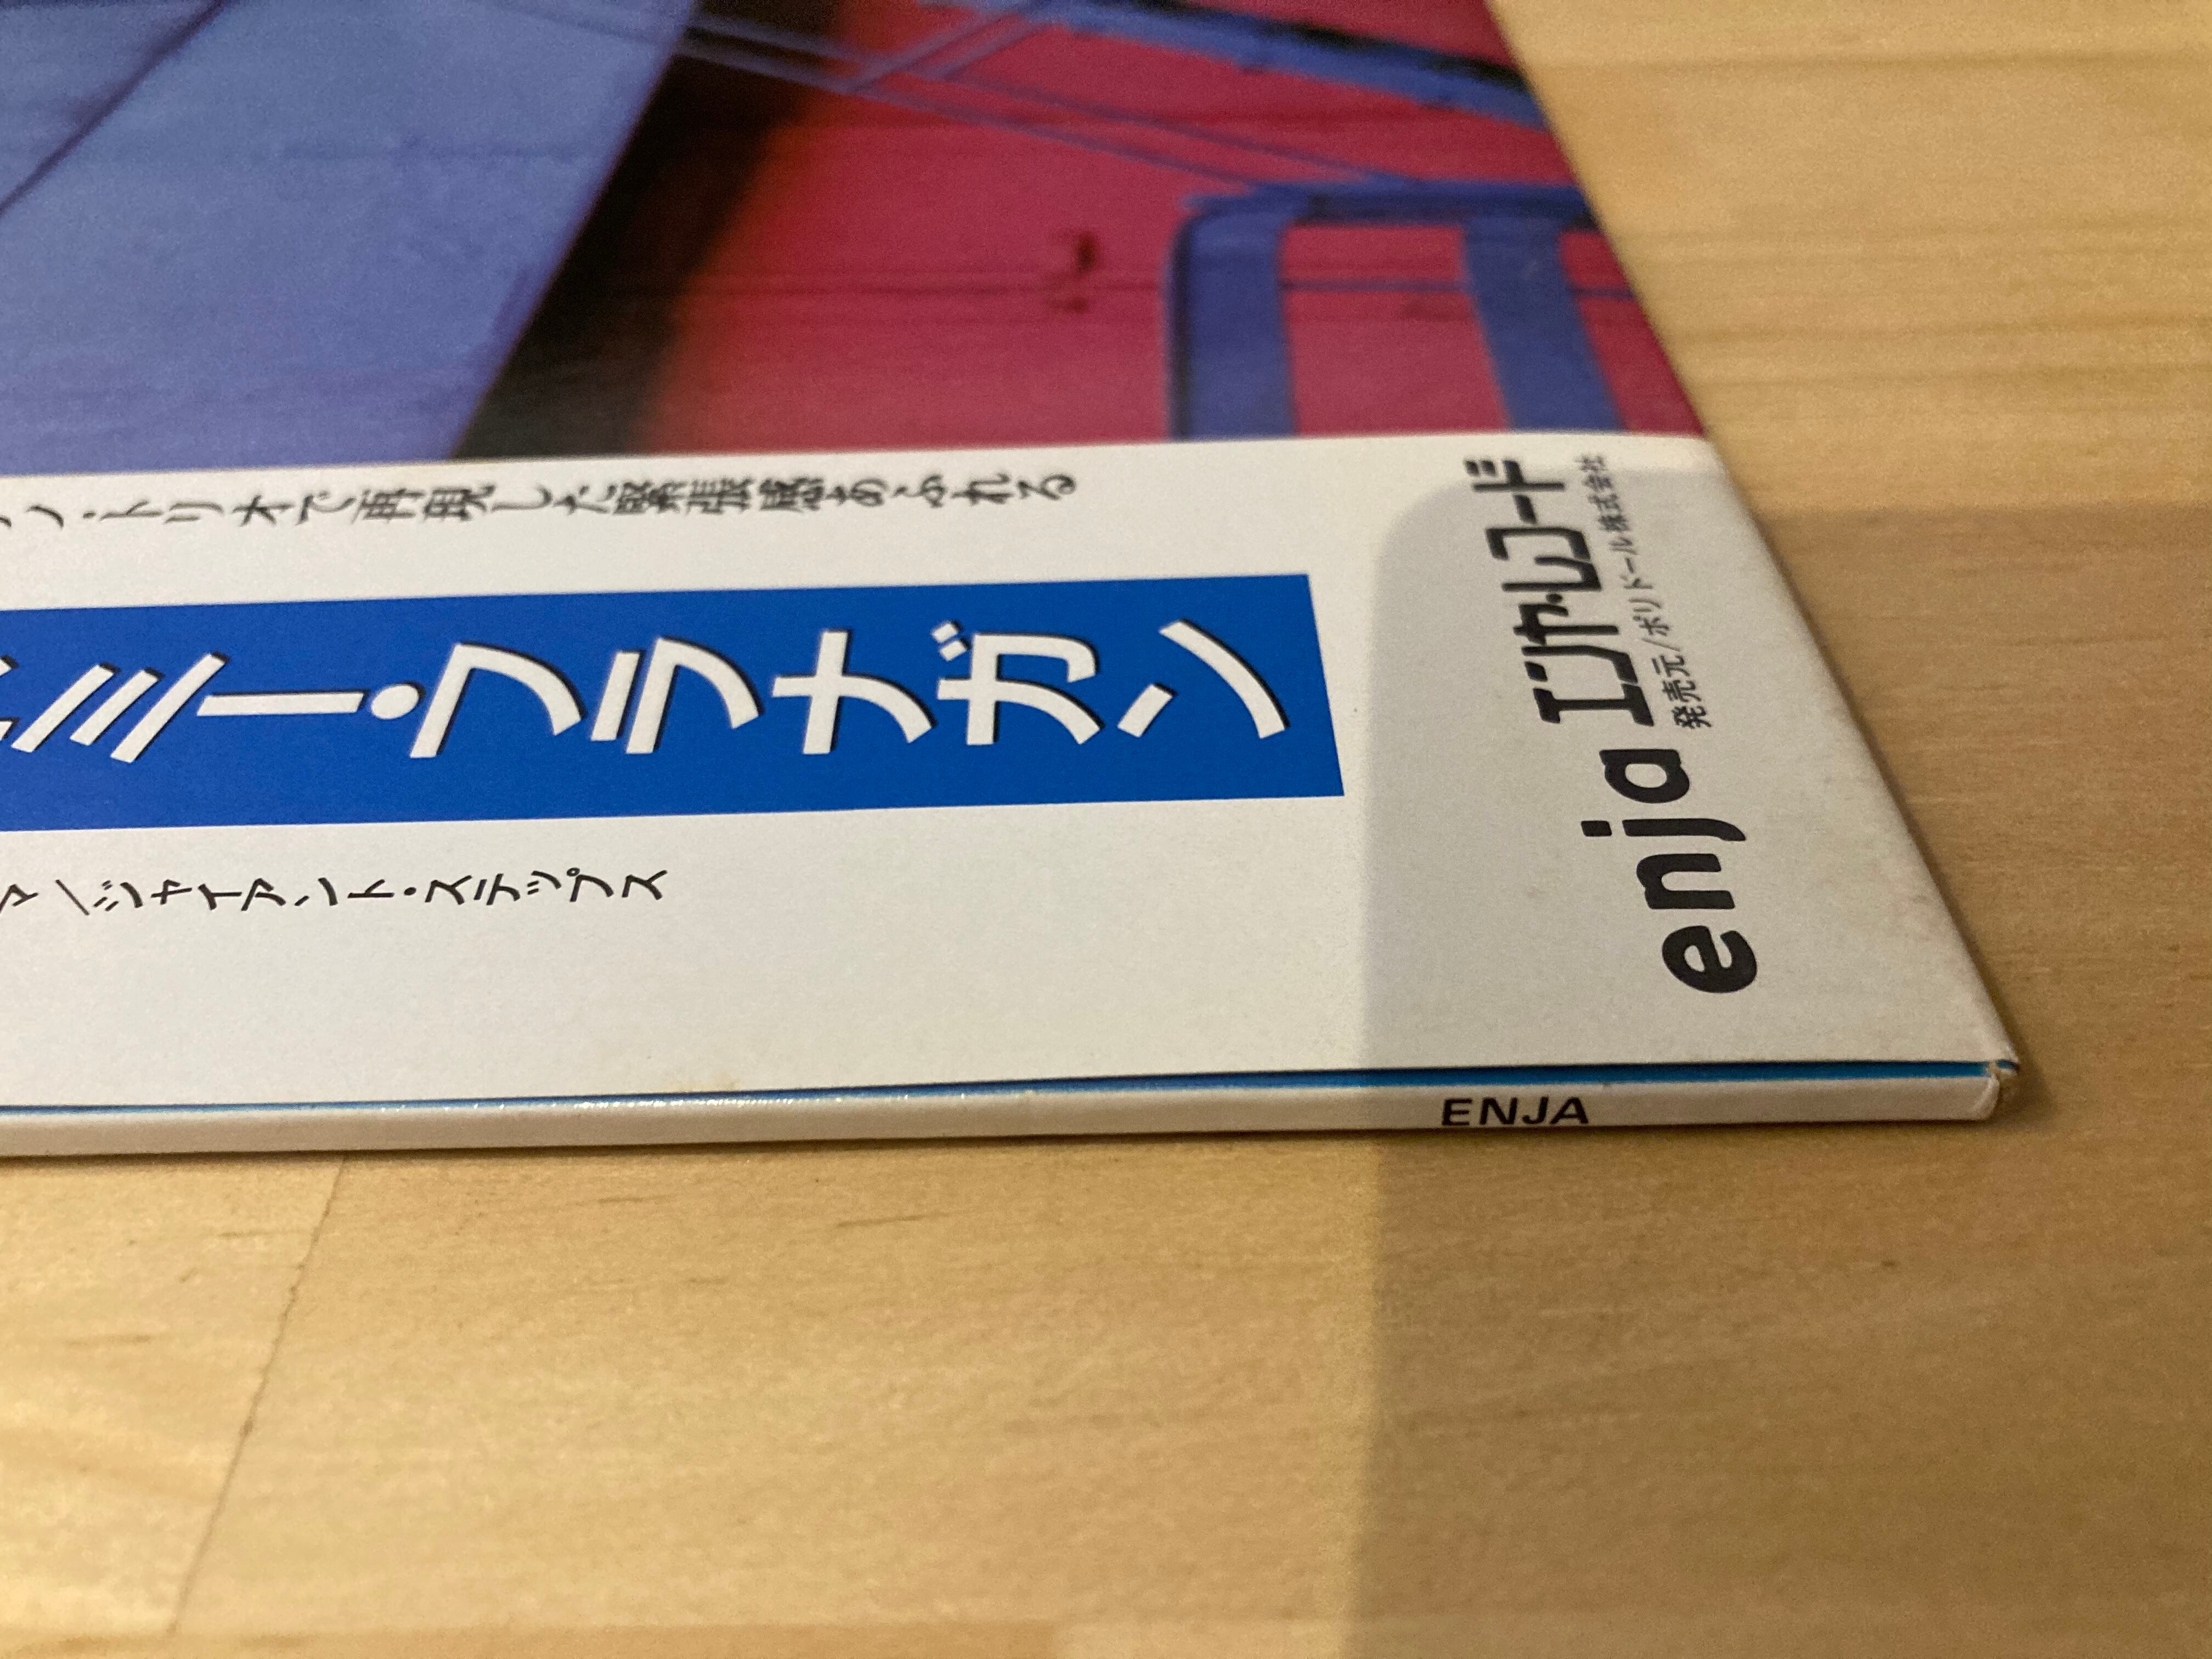 ン・トリオで再現した緊張感あふれる
ミー・フラナガン
マ/ジャイアント・ステップス
enja エンヤ・レコード
発売元/ポリドール株式会社
ENJA